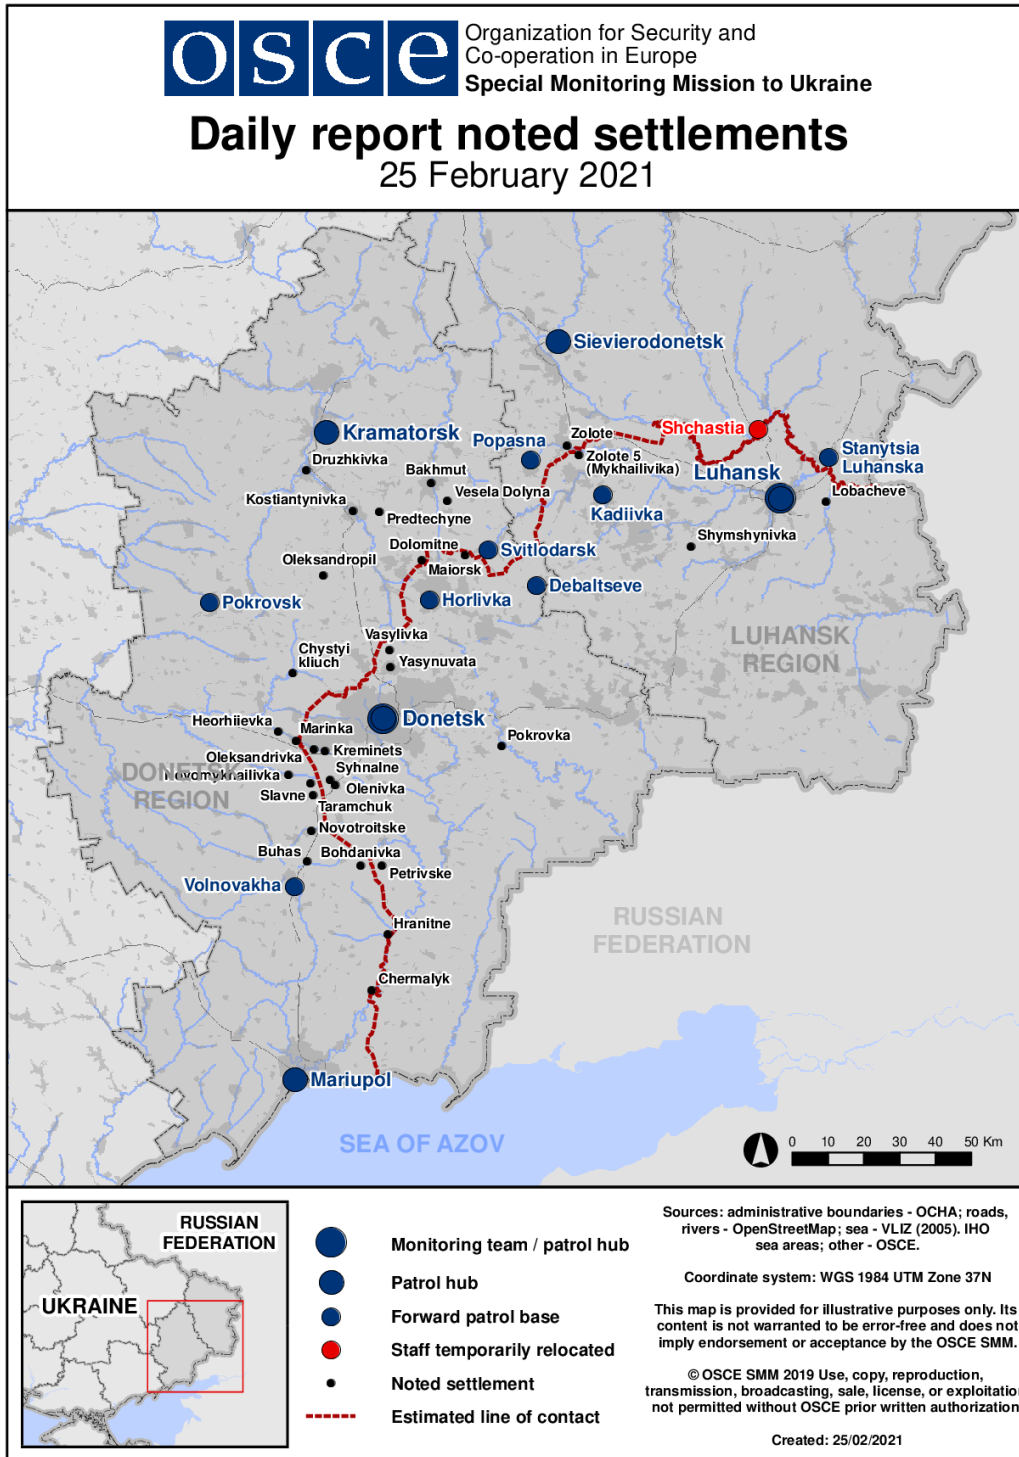 osce
Organization for Security and
Co-operation in Europe
Special Monitoring Mission to Ukraine
Daily report noted settlements
25 February 2021
Sievierodonetsk
Shchastia
Kramatorsk
Popasna
Zolote
Zolote 5
(Mykhailivika)
Stanytsia
Luhanska
Druzhkivka
Bakhmut
Luhansk
Lobacheve
Kostiantynivka
Vesela Dolyna
Kadiivka
Predtechyne
Shymshynivka
Dolomitne
Svitlodarsk
Oleksandropil
Maiorsk
Debaltseve
Pokrovsk
Horlivka
LUHANSK
REGION
Vasylivka
Chystyi
kliuch
Yasynuvata
Heorhiievka
Marinka
Donetsk
Pokrovka
Oleksandrivka
Kreminets
DONETSK
REGION
Novomykhailivka
Syhnalne
Slavne
Olenivka
Taramchuk
Novotroitske
Buhas
Bohdanivka
Petrivske
Volnovakha
Hranitne
RUSSIAN
FEDERATION
Chermalyk
Mariupol
SEA OF AZOV
0 10 20 30 40 50 Km
RUSSIAN
FEDERATION
UKRAINE
Monitoring team / patrol hub
Patrol hub
Forward patrol base
Staff temporarily relocated
Noted settlement
Estimated line of contact
Sources: administrative boundaries - OCHA; roads,
rivers - OpenStreetMap; sea - VLIZ (2005). IHO
sea areas; other - OSCE.
Coordinate system: WGS 1984 UTM Zone 37N
This map is provided for illustrative purposes only. Its
content is not warranted to be error-free and does not
imply endorsement or acceptance by the OSCE SMM.
© OSCE SMM 2019 Use, copy, reproduction,
transmission, broadcasting, sale, license, or exploitation
not permitted without OSCE prior written authorization
Created: 25/02/2021